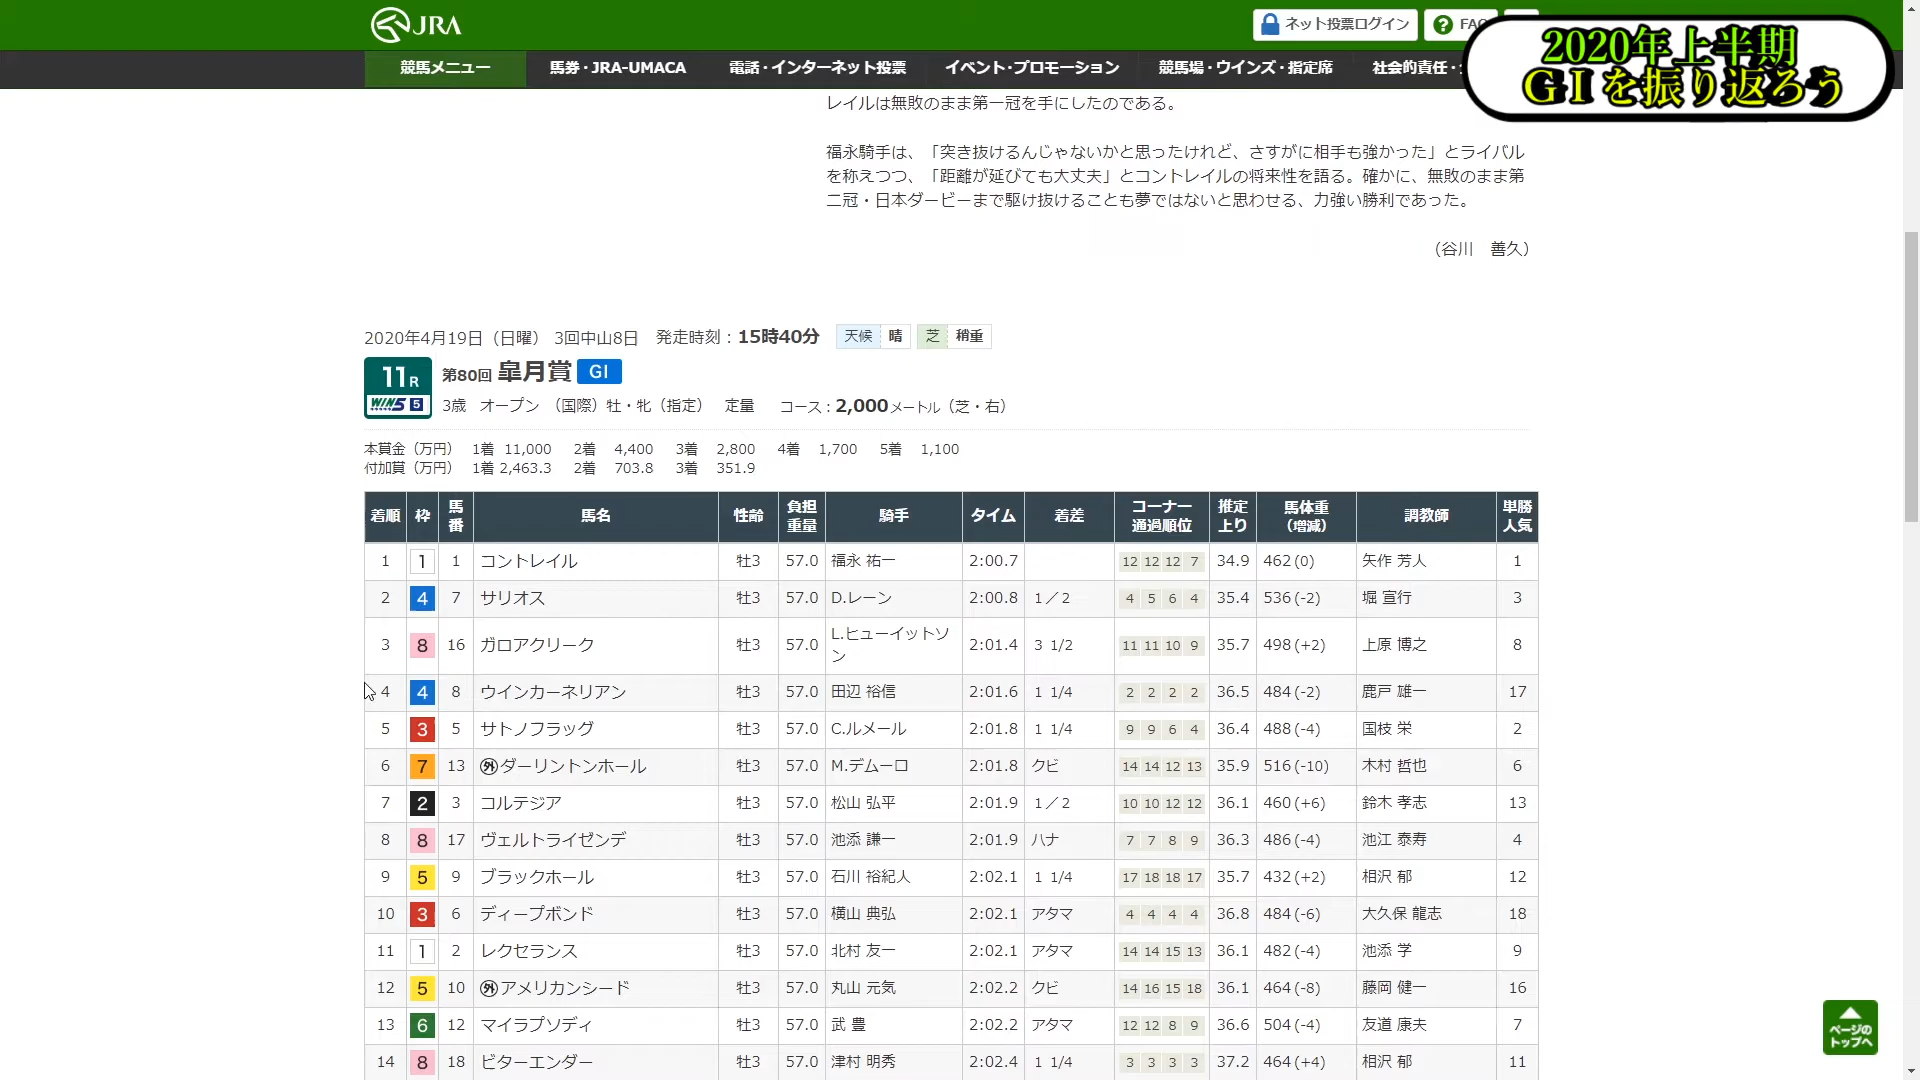 JRA
ネット投票ログイン
FAQ
2020年上半期
GIを振り返ろう
競馬メニュー 馬券・JRA-UMACA 電話・インターネット投票 イベント・プロモーション 競馬場・ウインズ・指定席 社会的責任・
レイルは無敗のまま第一冠を手にしたのである。
福永騎手は、「突き抜けるんじゃないかと思ったけれど、さすがに相手も強かった」とライバル
を称えつつ、「距離が延びても大丈夫」とコントレイルの将来性を語る。確かに、無敗のまま第
二冠・日本ダービーまで駆け抜けることも夢ではないと思わせる、力強い勝利であった。
（谷川 善久）
2020年4月19日（日曜） 3回中山8日 発走時刻：15時40分 天候 晴 芝 稍重
11R WIN5 5
第80回 皐月賞 GI
3歳 オープン （国際）牡・牝（指定） 定量 コース：2,000メートル（芝・右）
本賞金（万円） 1着 11,000 2着 4,400 3着 2,800 4着 1,700 5着 1,100
付加賞（万円） 1着 2,463.3 2着 703.8 3着 351.9
着順 枠 馬番 馬名 性齢 負担重量 騎手 タイム 着差 コーナー通過順位 推定上り 馬体重（増減） 調教師 単勝人気
1 1 1 コントレイル 牡3 57.0 福永 祐一 2:00.7 12 12 12 7 34.9 462(0) 矢作 芳人 1
2 4 7 サリオス 牡3 57.0 D.レーン 2:00.8 1／2 4 5 6 4 35.4 536(-2) 堀 宣行 3
3 8 16 ガロアクリーク 牡3 57.0 L.ヒューイットソン 2:01.4 3 1/2 11 11 10 9 35.7 498(+2) 上原 博之 8
4 4 8 ウインカーネリアン 牡3 57.0 田辺 裕信 2:01.6 1 1/4 2 2 2 2 36.5 484(-2) 鹿戸 雄一 17
5 3 5 サトノフラッグ 牡3 57.0 C.ルメール 2:01.8 1 1/4 9 9 6 4 36.4 488(-4) 国枝 栄 2
6 7 13 外ダーリントンホール 牡3 57.0 M.デムーロ 2:01.8 クビ 14 14 12 13 35.9 516(-10) 木村 哲也 6
7 2 3 コルテジア 牡3 57.0 松山 弘平 2:01.9 1／2 10 10 12 12 36.1 460(+6) 鈴木 孝志 13
8 8 17 ヴェルトライゼンデ 牡3 57.0 池添 謙一 2:01.9 ハナ 7 7 8 9 36.3 486(-4) 池江 泰寿 4
9 5 9 ブラックホール 牡3 57.0 石川 裕紀人 2:02.1 1 1/4 17 18 18 17 35.7 432(+2) 相沢 郁 12
10 3 6 ディープボンド 牡3 57.0 横山 典弘 2:02.1 アタマ 4 4 4 4 36.8 484(-6) 大久保 龍志 18
11 1 2 レクセランス 牡3 57.0 北村 友一 2:02.1 アタマ 14 14 15 13 36.1 482(-4) 池添 学 9
12 5 10 外アメリカンシード 牡3 57.0 丸山 元気 2:02.2 クビ 14 16 15 18 36.1 464(-8) 藤岡 健一 16
13 6 12 マイラプソディ 牡3 57.0 武 豊 2:02.2 アタマ 12 12 8 9 36.6 504(-4) 友道 康夫 7
14 8 18 ビターエンダー 牡3 57.0 津村 明秀 2:02.4 1 1/4 3 3 3 3 37.2 464(+4) 相沢 郁 11
ページの
トップへ